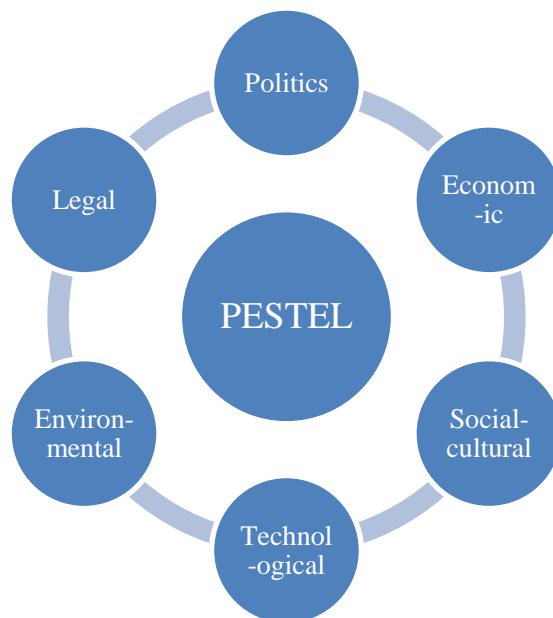 Politics
Econom
-ic
Social-
cultural
Technol
-ogical
Environ-
mental
Legal
PESTEL